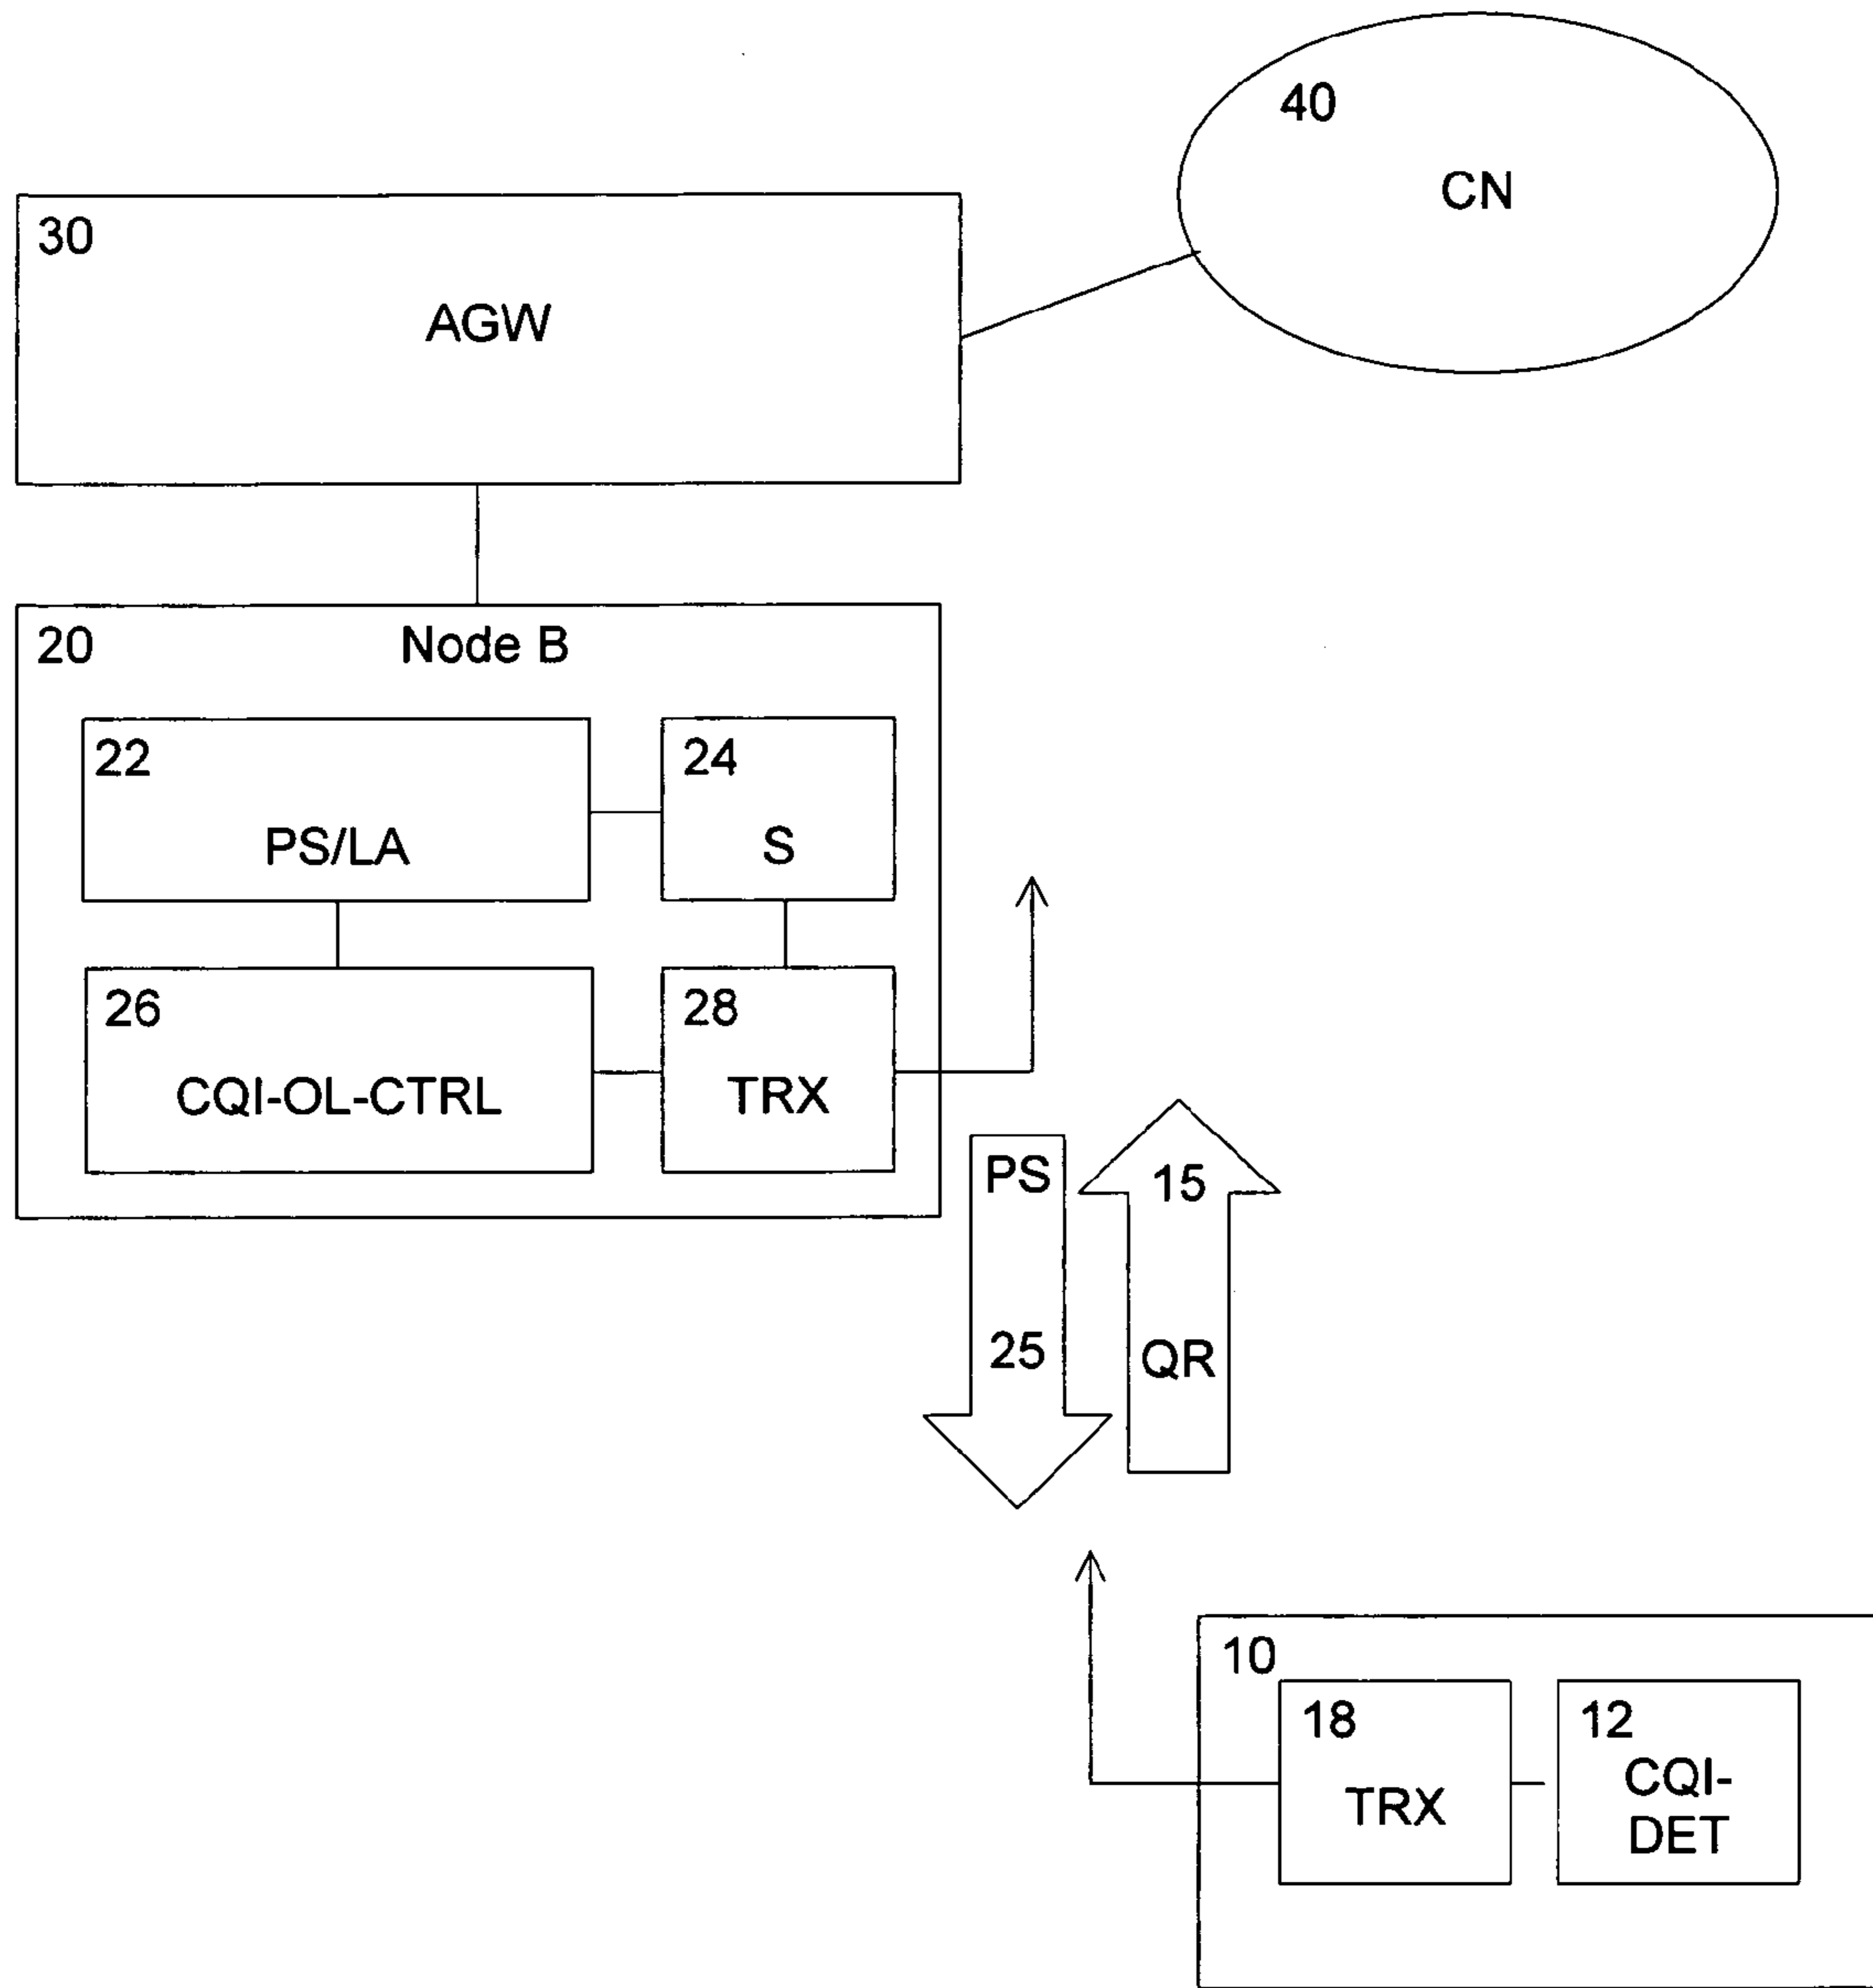 40
CN
30
AGW
20 Node B
22
PS/LA
24
S
26
CQI-OL-CTRL
28
TRX
PS
25
15
QR
10
18
TRX
12
CQI-
DET